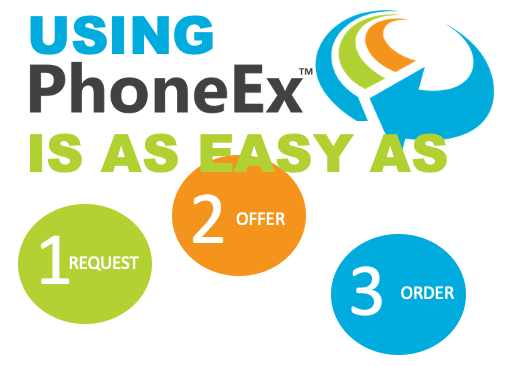 USING
PhoneEx™
IS AS EASY AS
1 REQUEST
2 OFFER
3 ORDER